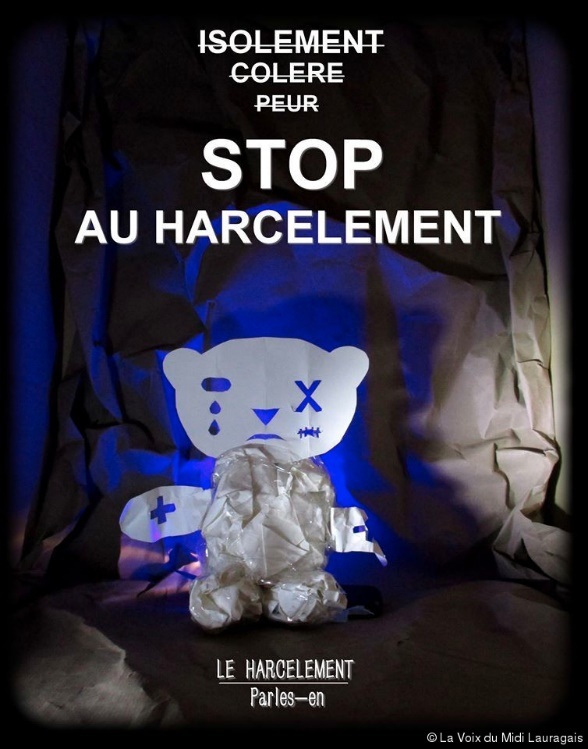 ISOLEMENT
COLERE
PEUR
STOP
AU HARCELEMENT
LE HARCELEMENT
Parles-en
© La Voix du Midi Lauragais